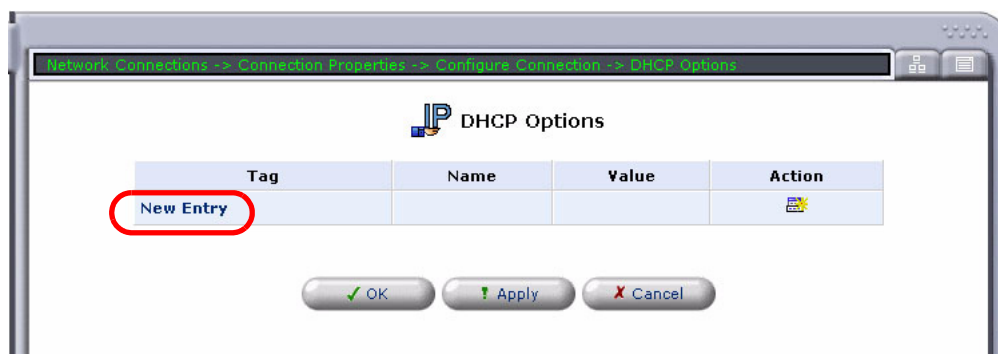 Network Connections -> Connection Properties -> Configure Connection -> DHCP Options
IP DHCP Options
Tag Name Value Action
New Entry
OK Apply Cancel